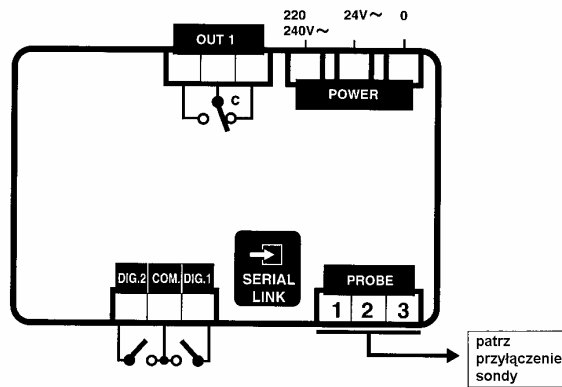 OUT 1
220 24V~ 0
240V~
POWER
C
DIG.2 COM. DIG.1
SERIAL
LINK
PROBE
1 2 3
patrz
przyłączenie
sondy